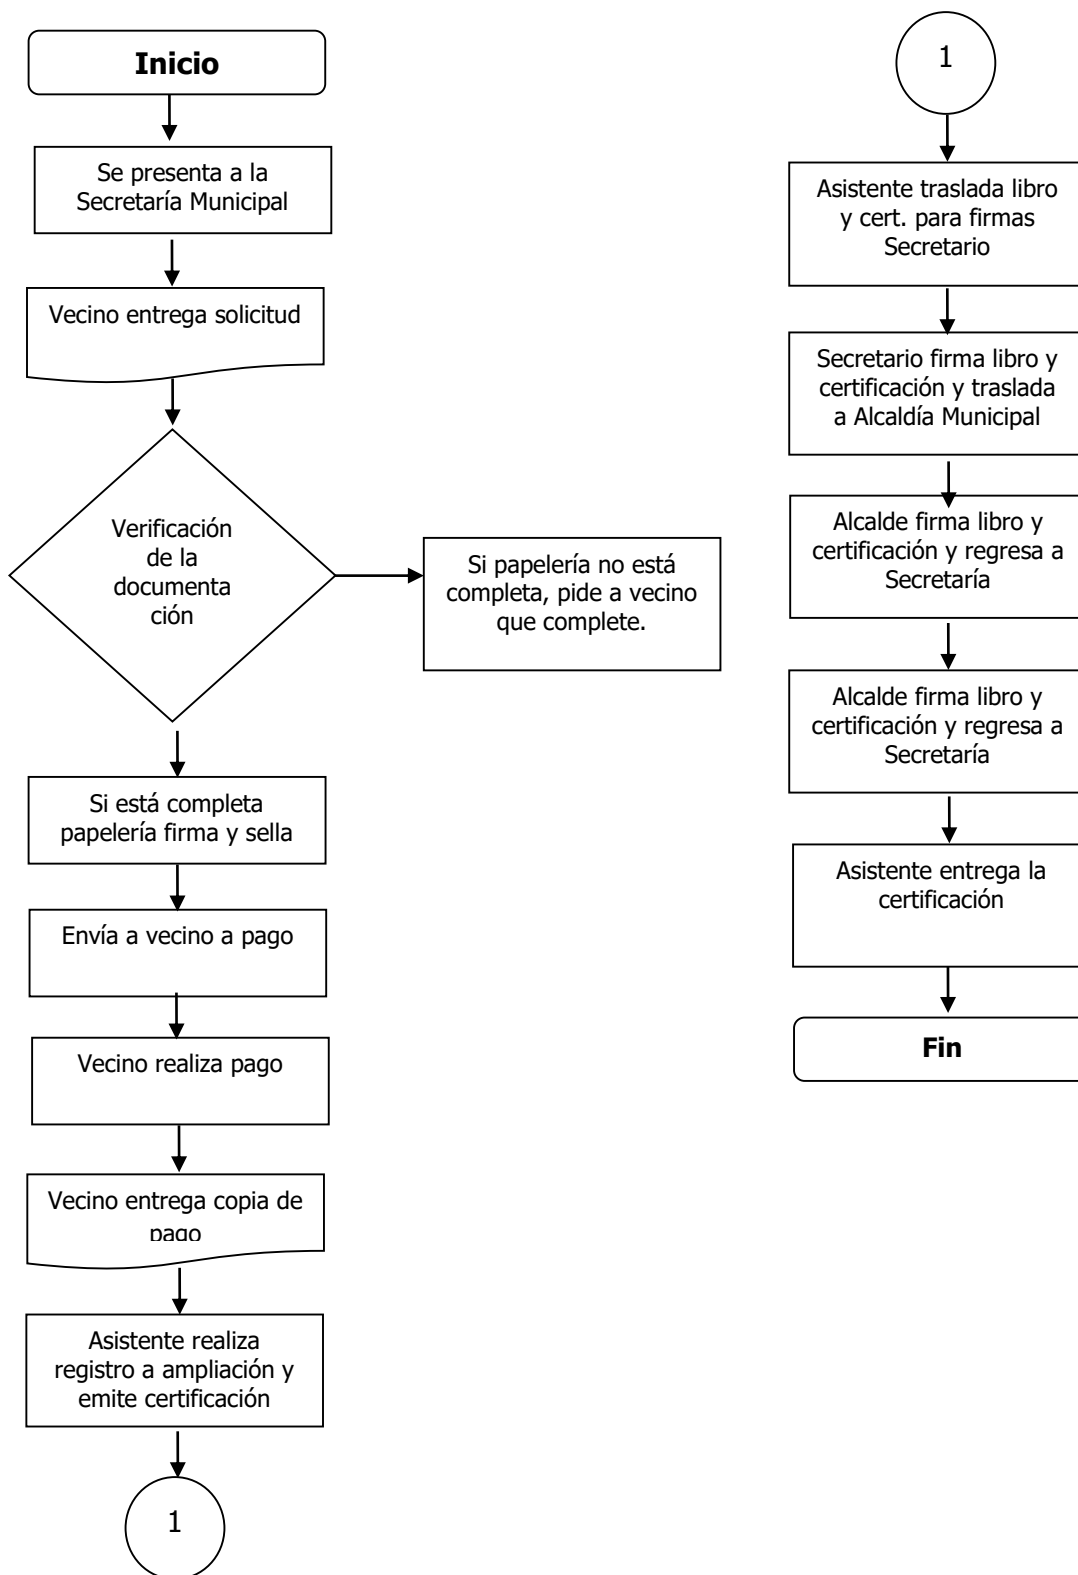 Inicio
Se presenta a la
Secretaría Municipal
Vecino entrega solicitud
Verificación
de la
documenta
ción
Si papelería no está
completa, pide a vecino
que complete.
Si está completa
papelería firma y sella
Envía a vecino a pago
Vecino realiza pago
Vecino entrega copia de
pago
Asistente realiza
registro a ampliación y
emite certificación
1
1
Asistente traslada libro
y cert. para firmas
Secretario
Secretario firma libro y
certificación y traslada
a Alcaldía Municipal
Alcalde firma libro y
certificación y regresa a
Secretaría
Alcalde firma libro y
certificación y regresa a
Secretaría
Asistente entrega la
certificación
Fin